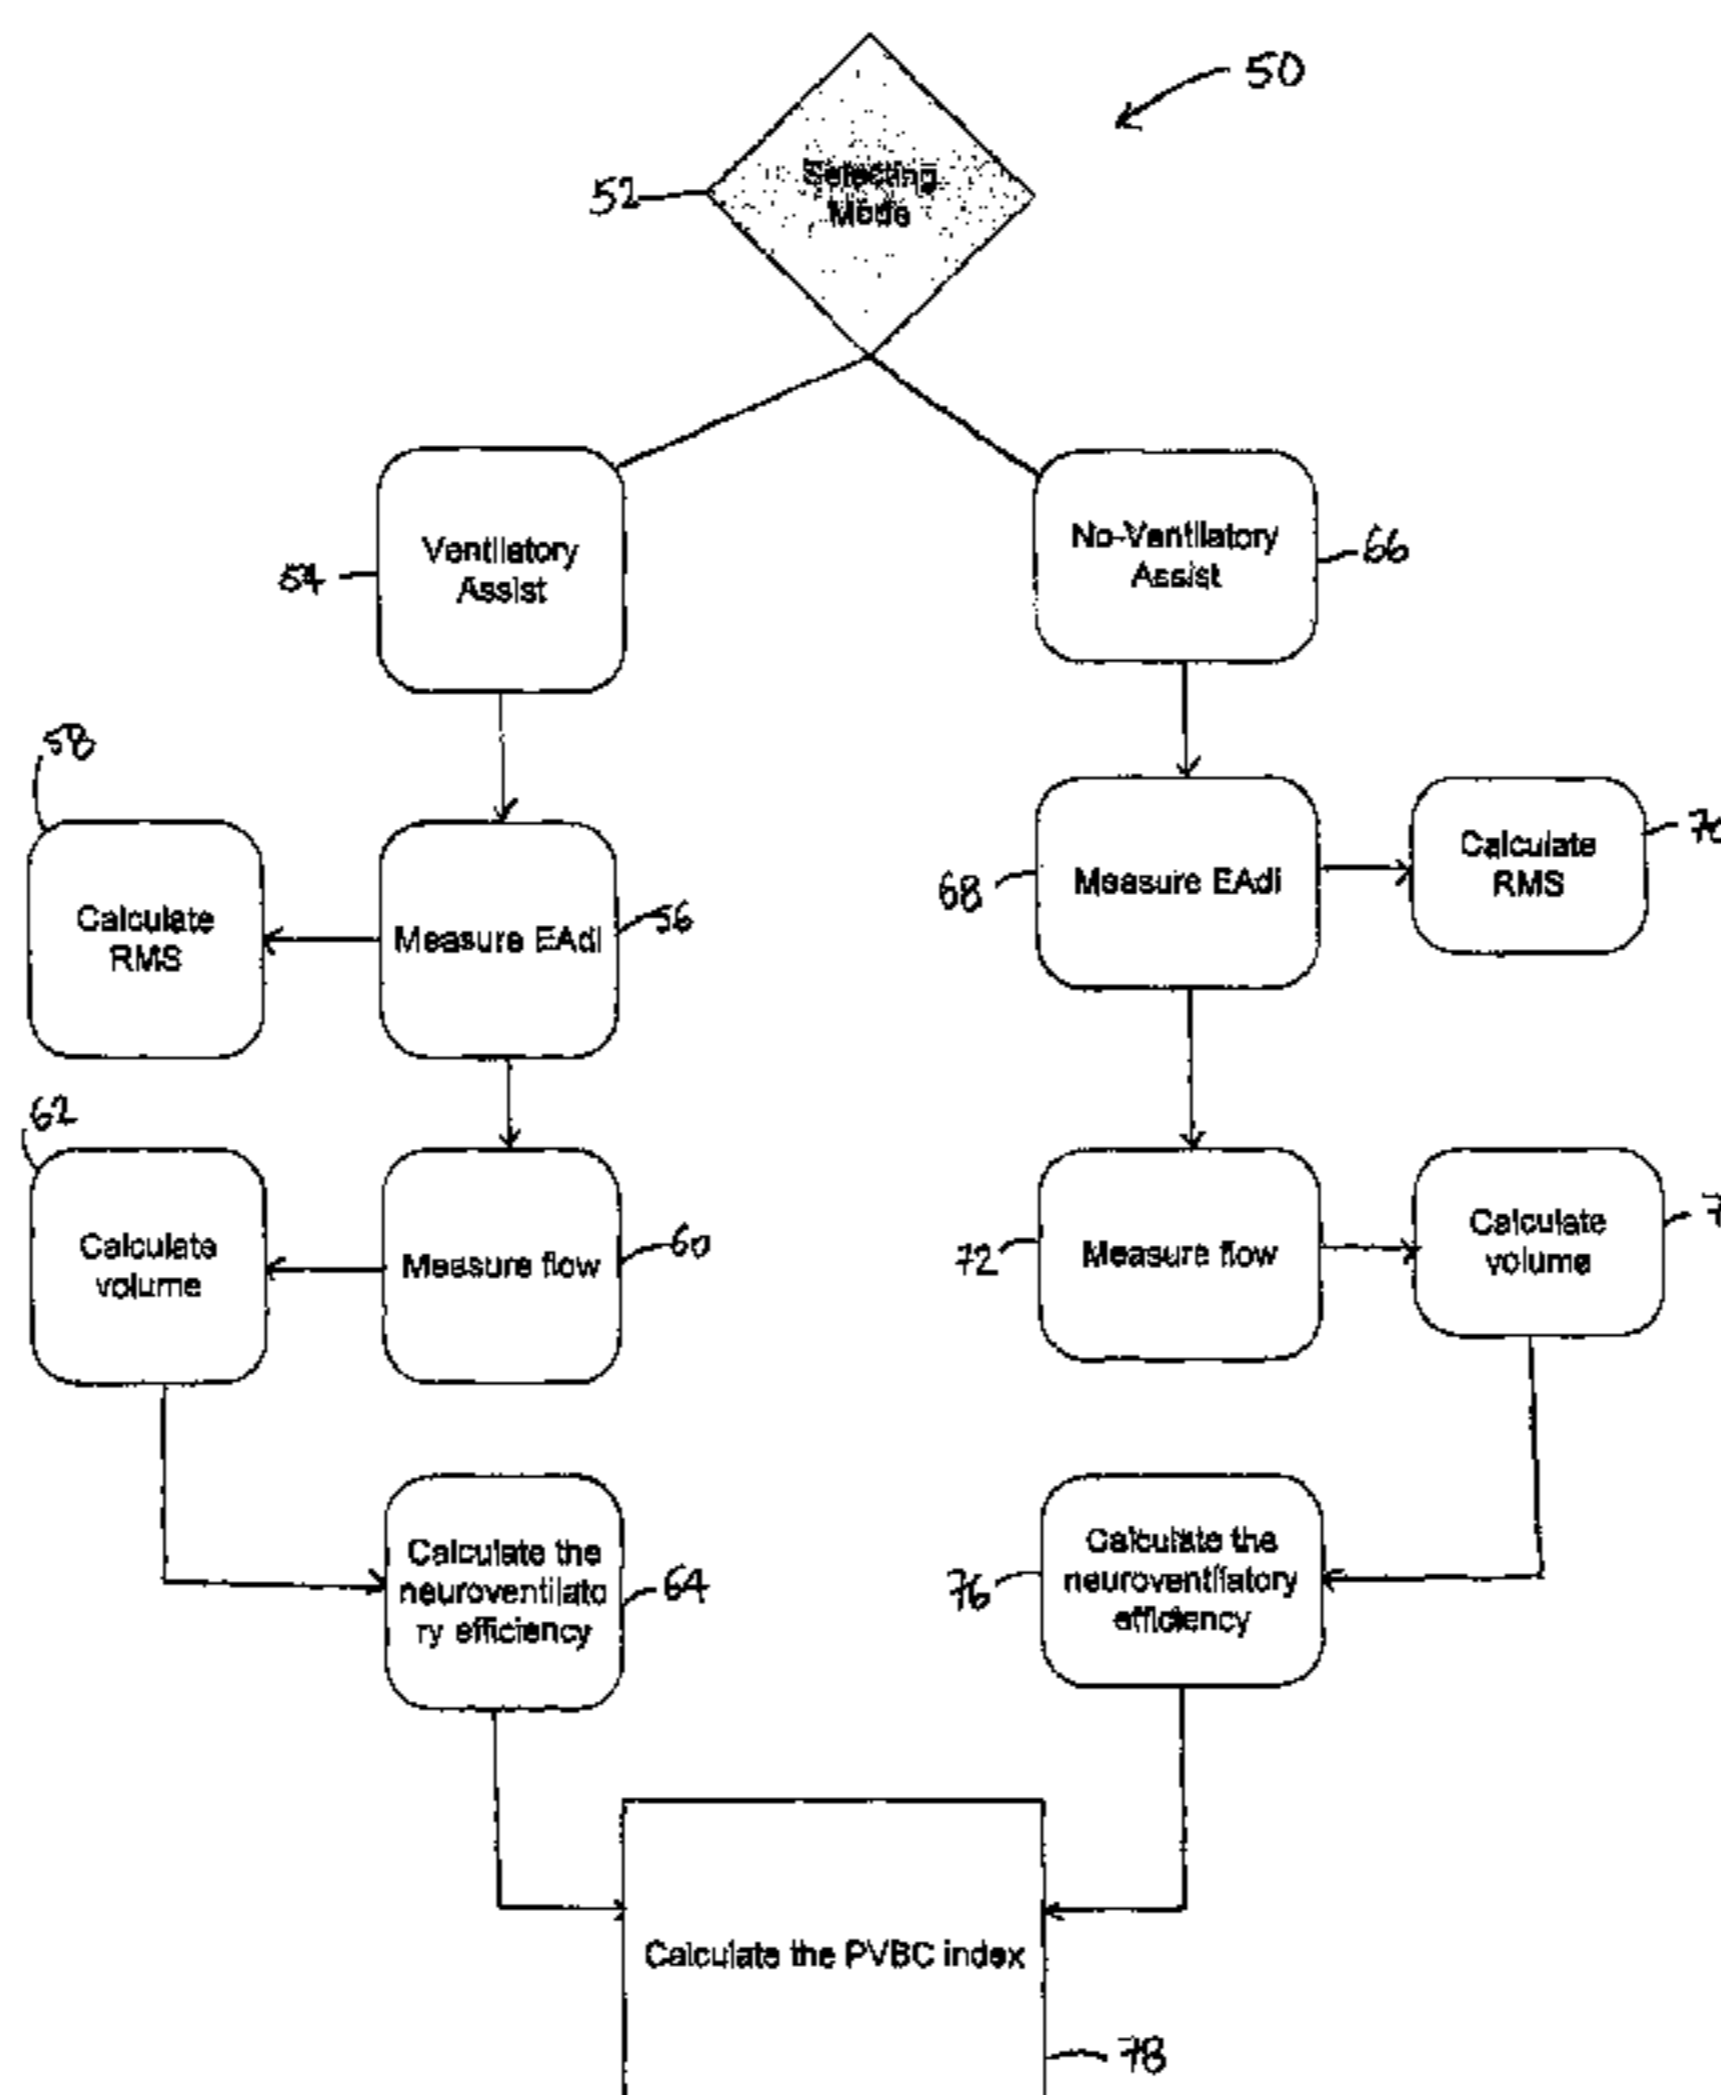 50
52
Selecting
Mode
Ventilatory
Assist
54
No-Ventilatory
Assist
66
58
Calculate
RMS
Measure EAdi
56
68
Measure EAdi
Calculate
RMS
62
Calculate
volume
Measure flow
60
72
Measure flow
Calculate
volume
Calculate the
neuroventilato
ry efficiency
64
76
Calculate the
neuroventilatory
efficiency
Calculate the PVBC index
78